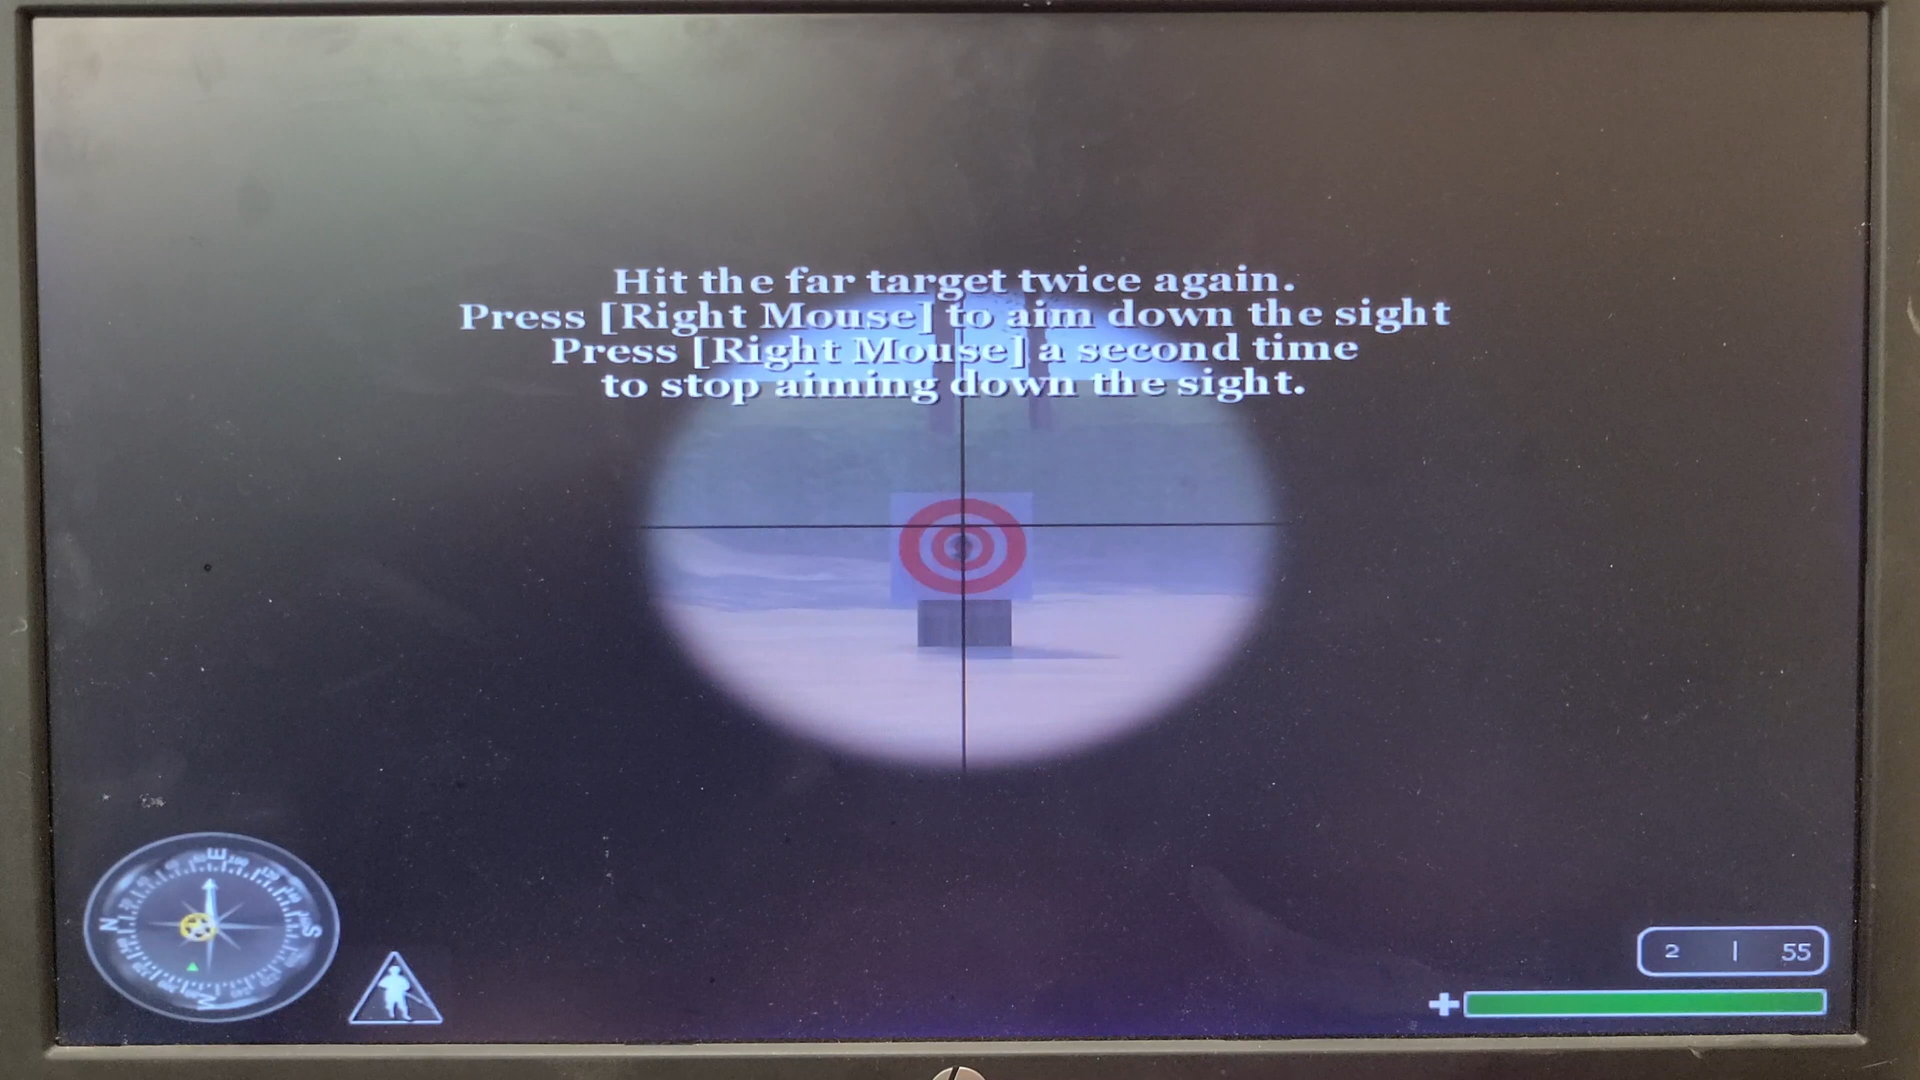 Hit the far target twice again.
Press [Right Mouse] to aim down the sight
Press [Right Mouse] a second time
to stop aiming down the sight.
E
N
S
W
2 | 55